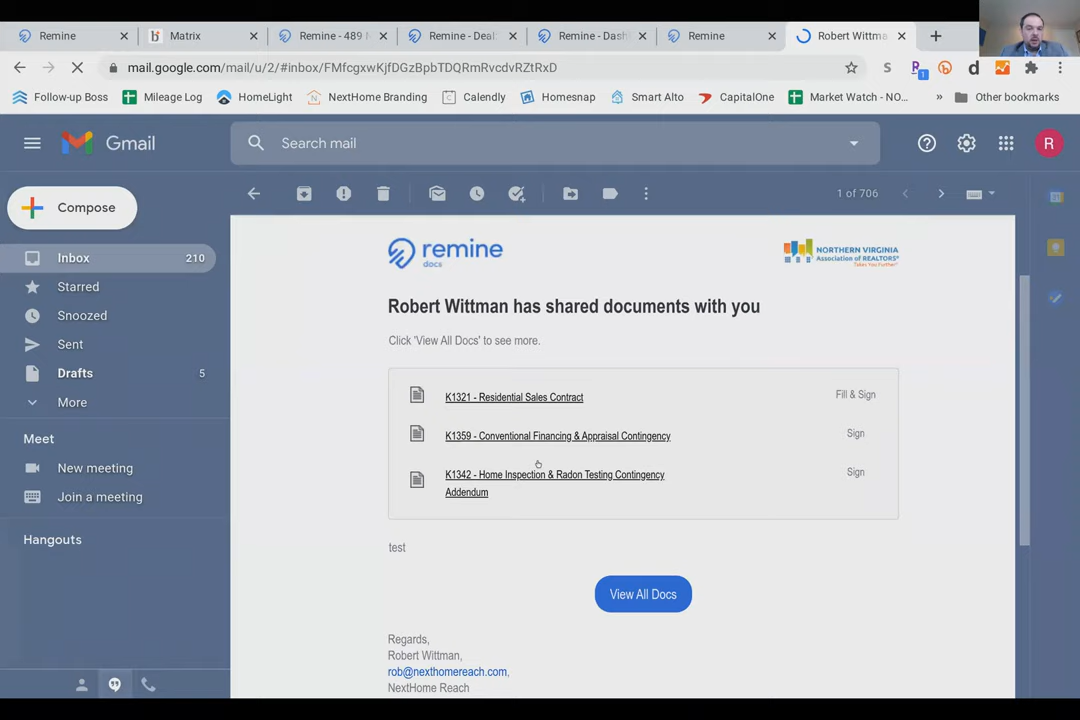 Remine
Matrix
Remine - 489 N
Remine - Deal
Remine - Dash
Remine
Robert Wittma
mail.google.com/mail/u/2/#inbox/FMfcgxwKjfDGzBpbTDQRmRvcdvRZtRxD
Follow-up Boss
Mileage Log
HomeLight
NextHome Branding
Calendly
Homesnap
Smart Alto
CapitalOne
Market Watch - NO...
»
Other bookmarks
Gmail
Search mail
R
Compose
1 of 706
Inbox 210
Starred
Snoozed
Sent
Drafts 5
More
Meet
New meeting
Join a meeting
Hangouts
remine
docs
NORTHERN VIRGINIA
Association of REALTORS®
Takes You Further®
Robert Wittman has shared documents with you
Click 'View All Docs' to see more.
K1321 - Residential Sales Contract Fill & Sign
K1359 - Conventional Financing & Appraisal Contingency Sign
K1342 - Home Inspection & Radon Testing Contingency Sign
Addendum
test
View All Docs
Regards,
Robert Wittman,
rob@nexthomereach.com,
NextHome Reach